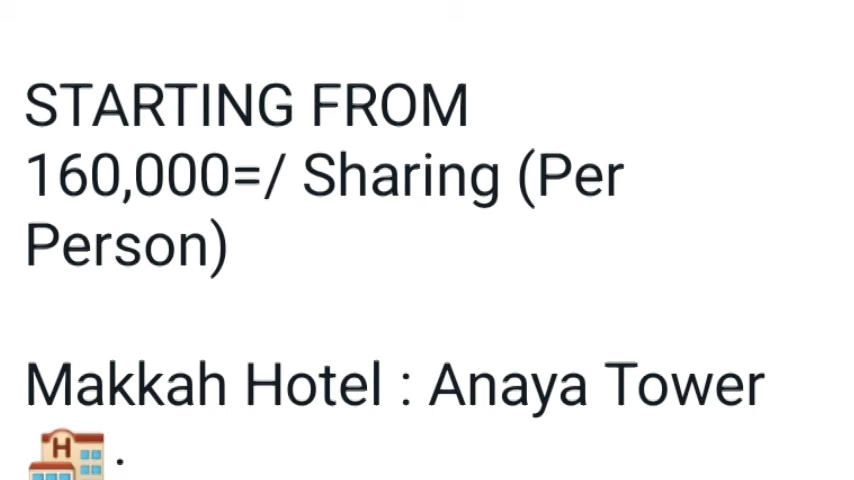 STARTING FROM
160,000=/ Sharing (Per
Person)
Makkah Hotel : Anaya Tower
🏨 .